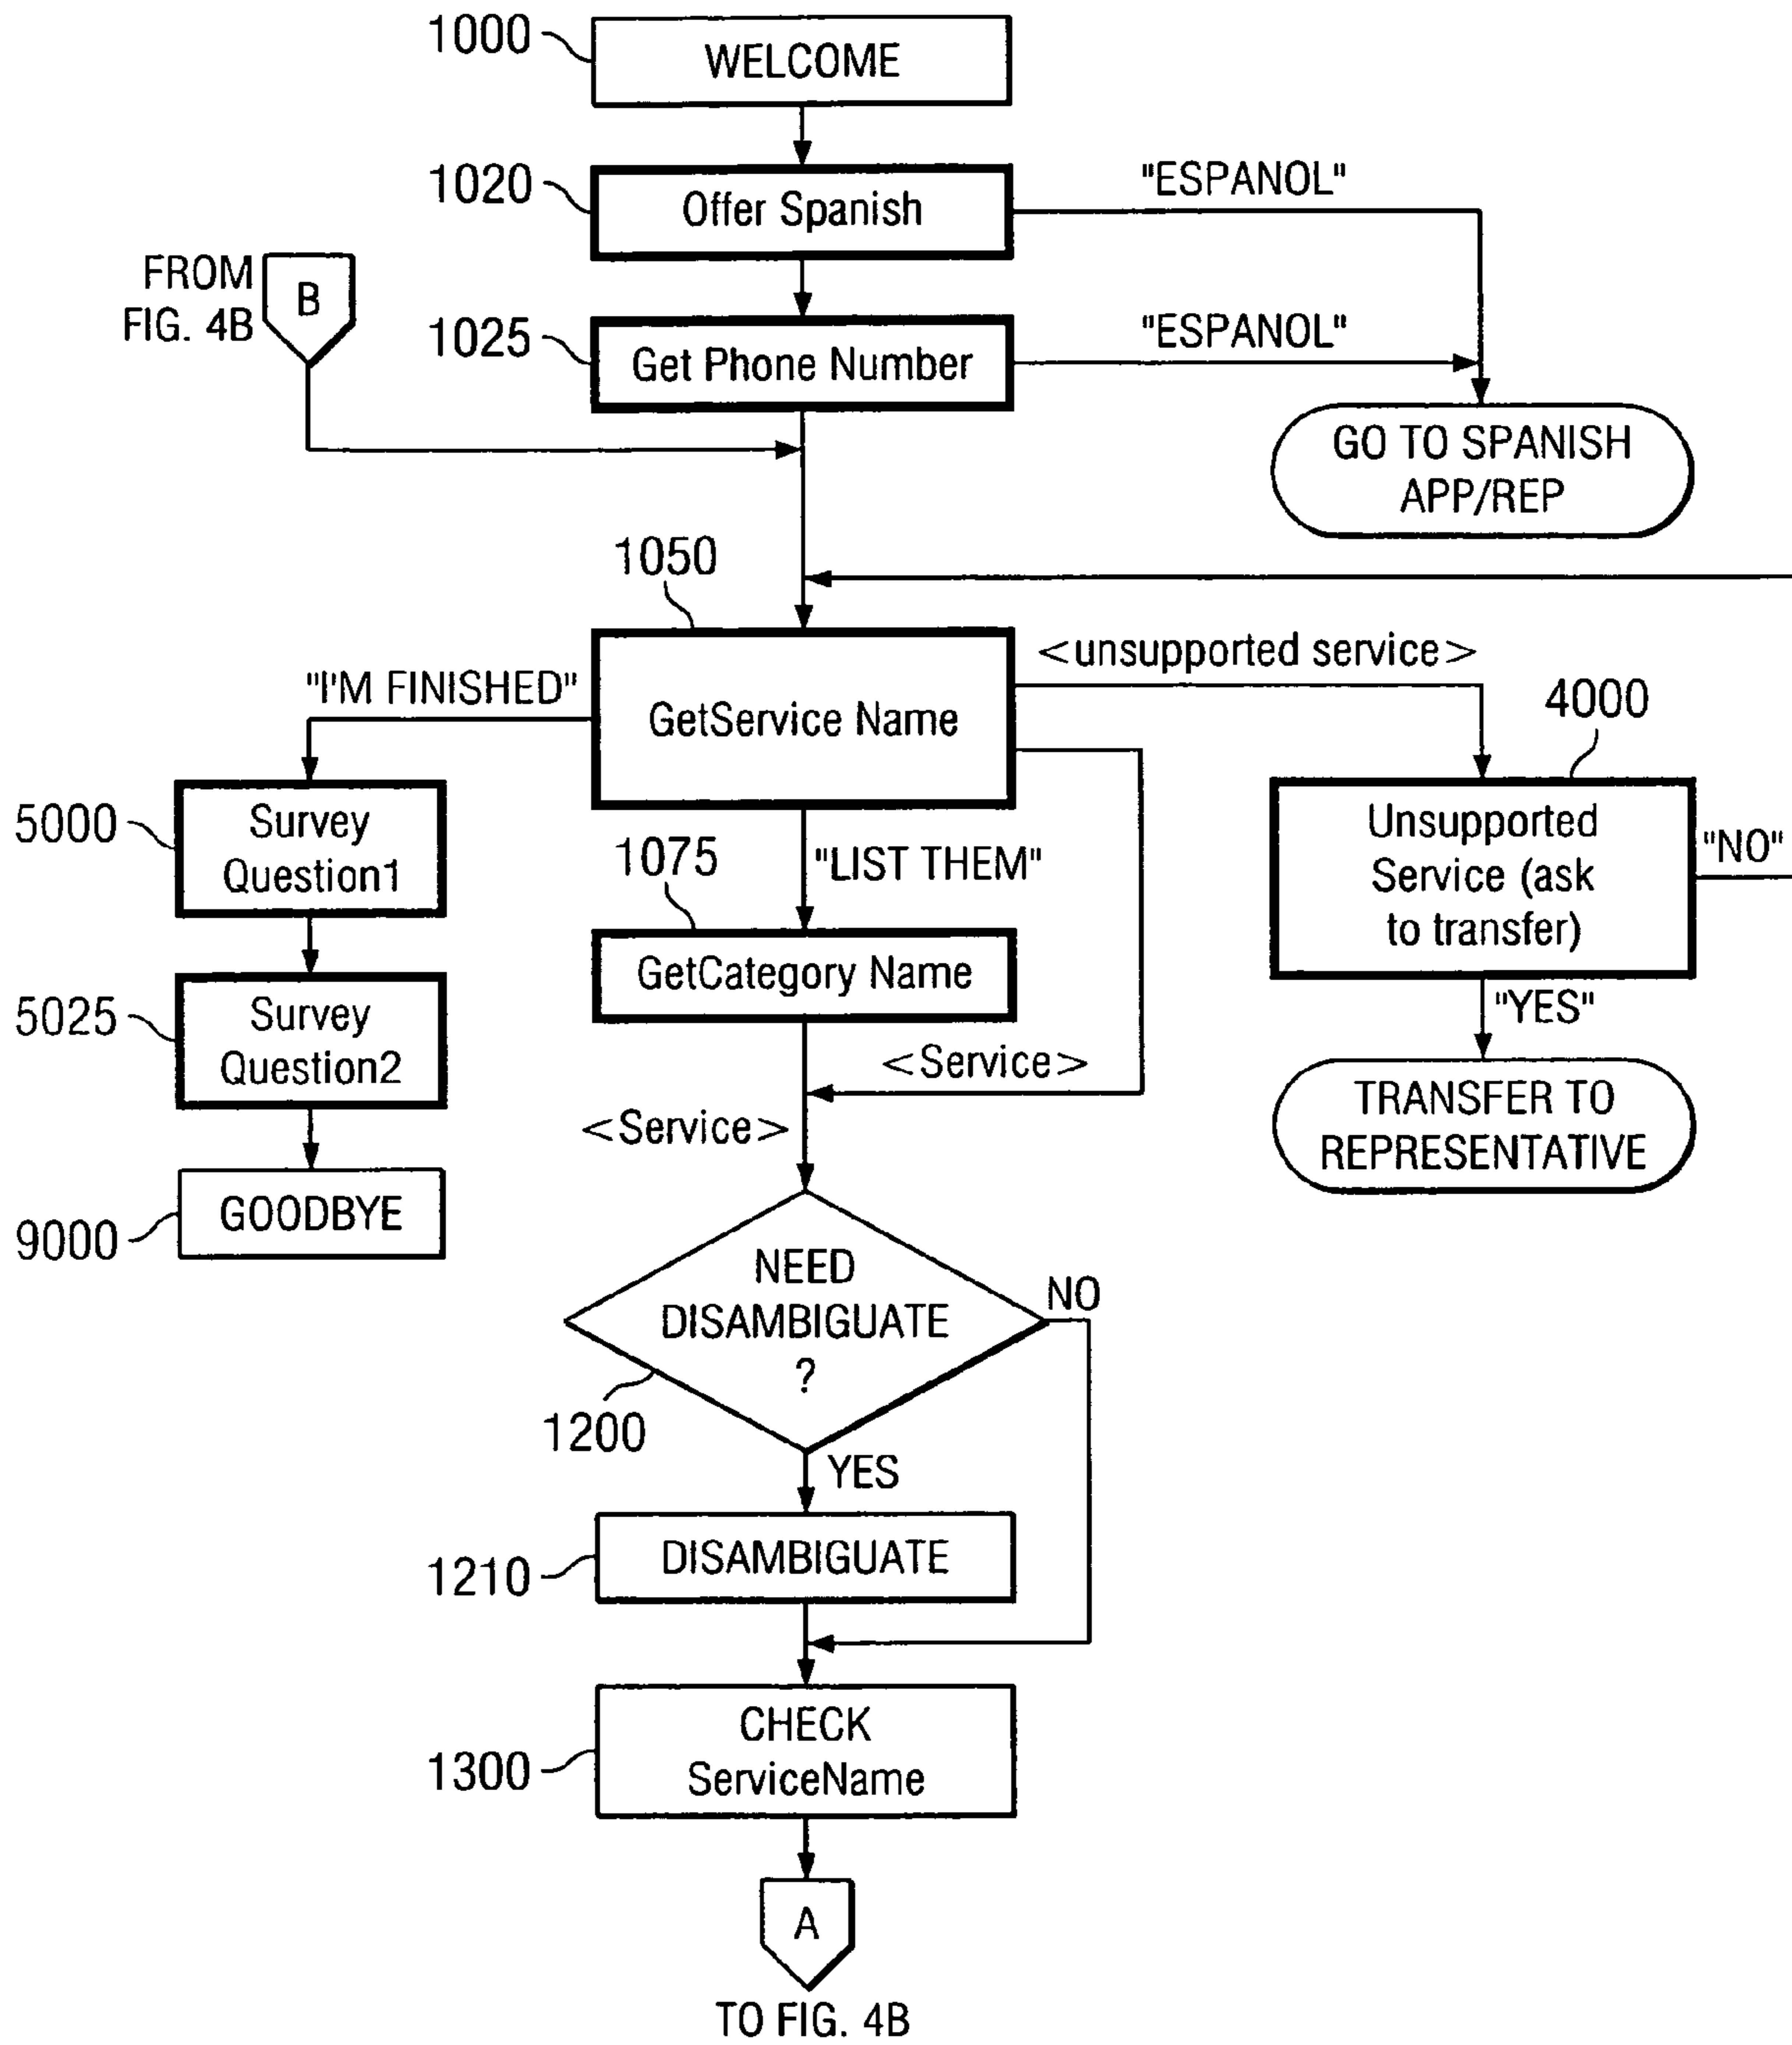 1000
WELCOME
1020
Offer Spanish
"ESPANOL"
FROM
FIG. 4B
B
1025
Get Phone Number
"ESPANOL"
GO TO SPANISH
APP/REP
1050
GetService Name
<unsupported service>
"I'M FINISHED"
4000
Unsupported
Service (ask
to transfer)
"NO"
5000
Survey
Question1
1075
"LIST THEM"
GetCategory Name
5025
Survey
Question2
"YES"
<Service>
<Service>
TRANSFER TO
REPRESENTATIVE
9000
GOODBYE
NEED
DISAMBIGUATE
?
NO
1200
YES
1210
DISAMBIGUATE
1300
CHECK
ServiceName
A
TO FIG. 4B